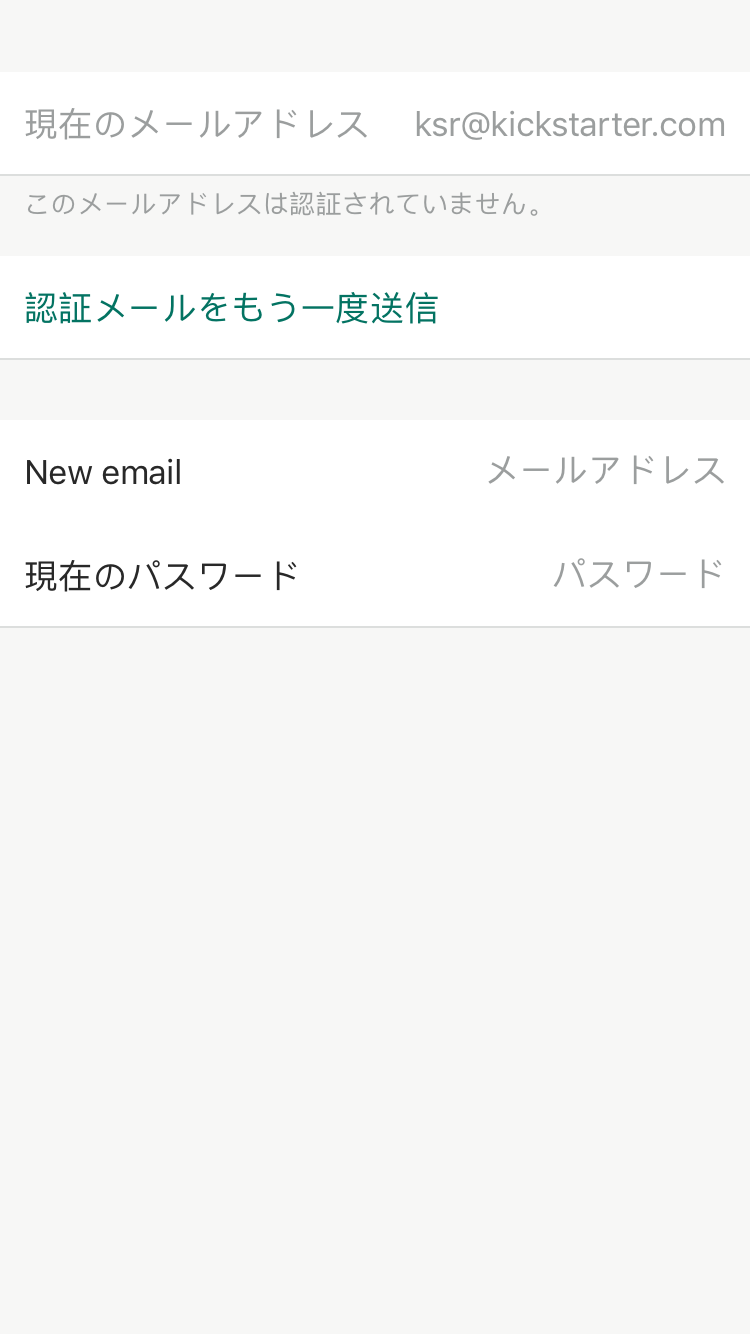 現在のメールアドレス ksr@kickstarter.com
このメールアドレスは認証されていません。
認証メールをもう一度送信
New email メールアドレス
現在のパスワード パスワード